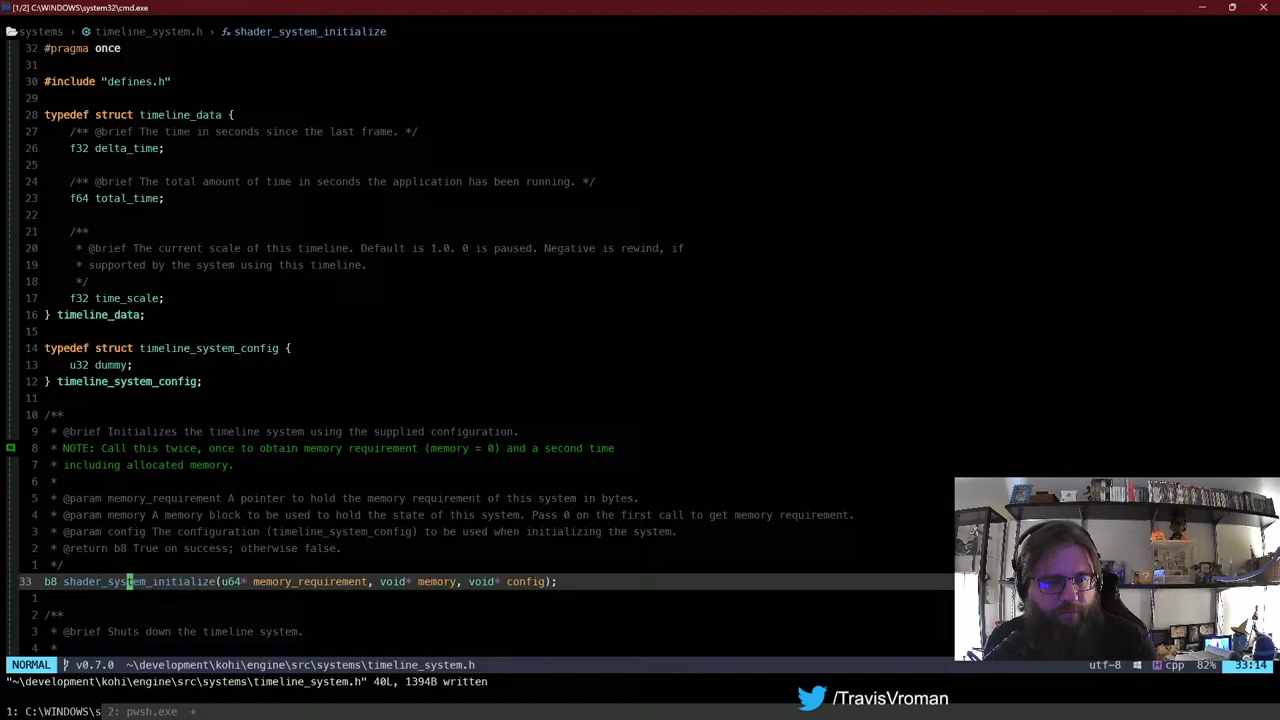 [1/2] C:\WINDOWS\system32\cmd.exe
systems > timeline_system.h > shader_system_initialize
32 #pragma once
31
30 #include "defines.h"
29
28 typedef struct timeline_data {
27 /** @brief The time in seconds since the last frame. */
26 f32 delta_time;
25
24 /** @brief The total amount of time in seconds the application has been running. */
23 f64 total_time;
22
21 /**
20 * @brief The current scale of this timeline. Default is 1.0. 0 is paused. Negative is rewind, if
19 * supported by the system using this timeline.
18 */
17 f32 time_scale;
16 } timeline_data;
15
14 typedef struct timeline_system_config {
13 u32 dummy;
12 } timeline_system_config;
11
10 /**
9 * @brief Initializes the timeline system using the supplied configuration.
8 * NOTE: Call this twice, once to obtain memory requirement (memory = 0) and a second time
7 * including allocated memory.
6 *
5 * @param memory_requirement A pointer to hold the memory requirement of this system in bytes.
4 * @param memory A memory block to be used to hold the state of this system. Pass 0 on the first call to get memory requirement.
3 * @param config The configuration (timeline_system_config) to be used when initializing the system.
2 * @return b8 True on success; otherwise false.
1 */
33 b8 shader_system_initialize(u64* memory_requirement, void* memory, void* config);
1
2 /**
3 * @brief Shuts down the timeline system.
4 *
NORMAL v0.7.0 ~\development\kohi\engine\src\systems\timeline_system.h utf-8 cpp 82% 33:14
"~\development\kohi\engine\src\systems\timeline_system.h" 40L, 1394B written
/TravisVroman
1: C:\WINDOWS\s 2: pwsh.exe +